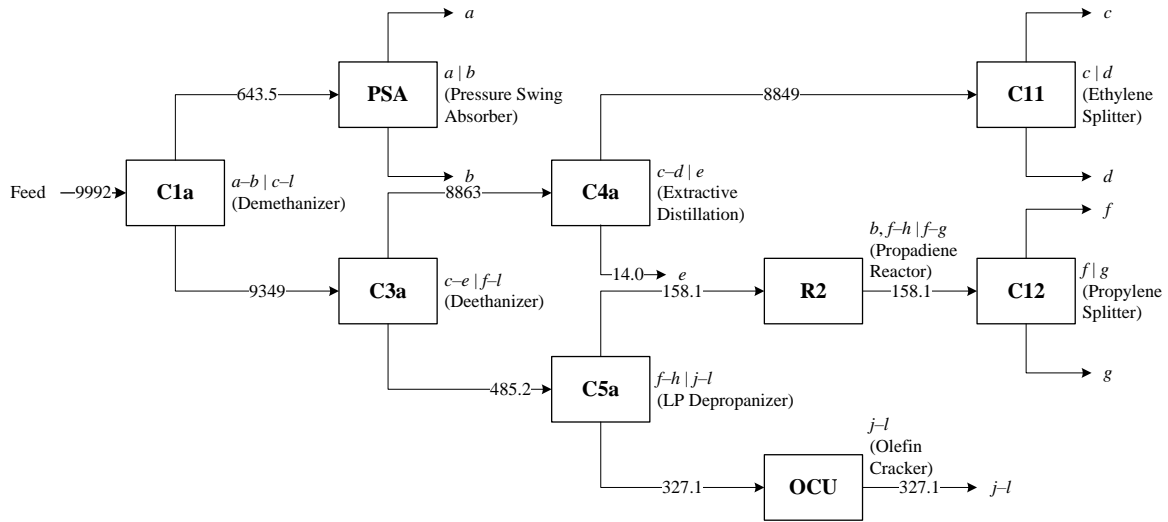 a
c
PSA
a | b
(Pressure Swing
Absorber)
643.5
8849
C11
c | d
(Ethylene
Splitter)
Feed
9992
C1a
a–b | c–l
(Demethanizer)
b
8863
C4a
c–d | e
(Extractive
Distillation)
d
f
9349
C3a
c–e | f–l
(Deethanizer)
14.0
e
158.1
R2
b, f–h | f–g
(Propadiene
Reactor)
158.1
C12
f | g
(Propylene
Splitter)
485.2
C5a
f–h | j–l
(LP Depropanizer)
g
327.1
OCU
j–l
(Olefin
Cracker)
327.1
j–l